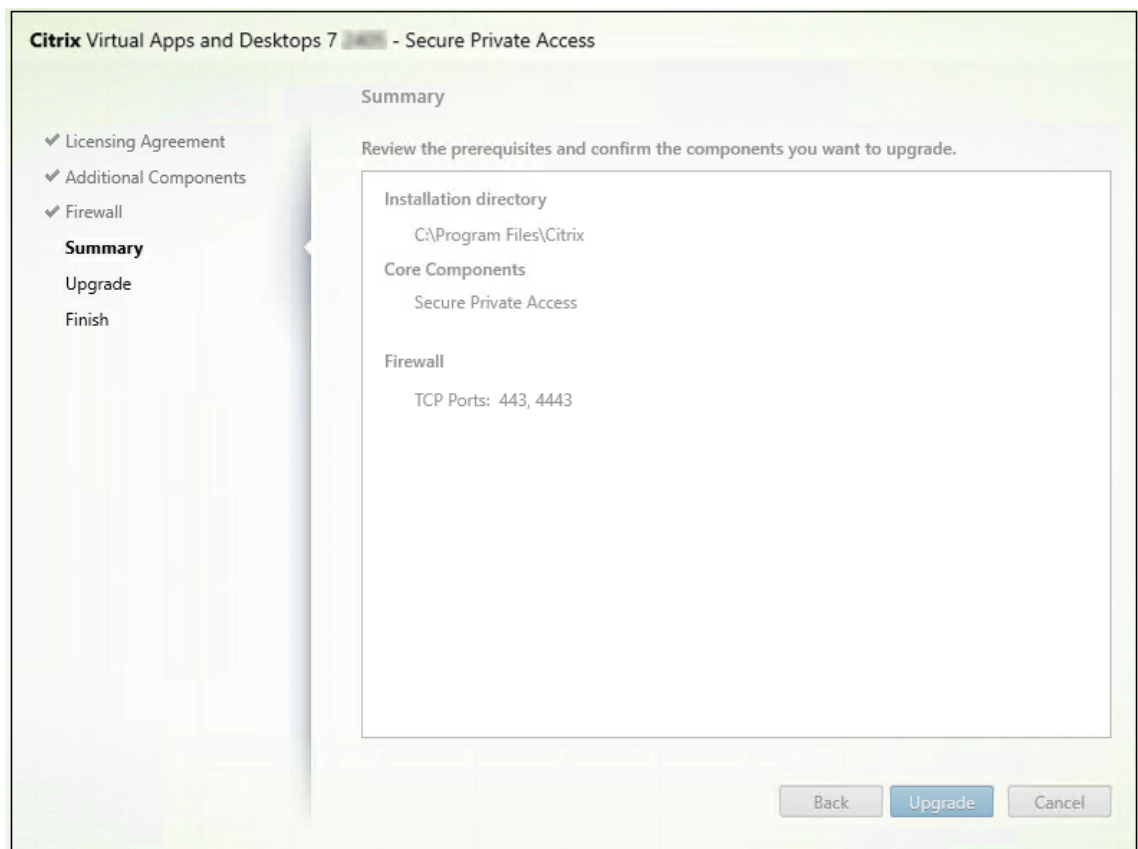 Citrix Virtual Apps and Desktops 7 - Secure Private Access
Summary
✔ Licensing Agreement
✔ Additional Components
✔ Firewall
Summary
Upgrade
Finish
Review the prerequisites and confirm the components you want to upgrade.
Installation directory
C:\Program Files\Citrix
Core Components
Secure Private Access
Firewall
TCP Ports: 443, 4443
Back
Upgrade
Cancel